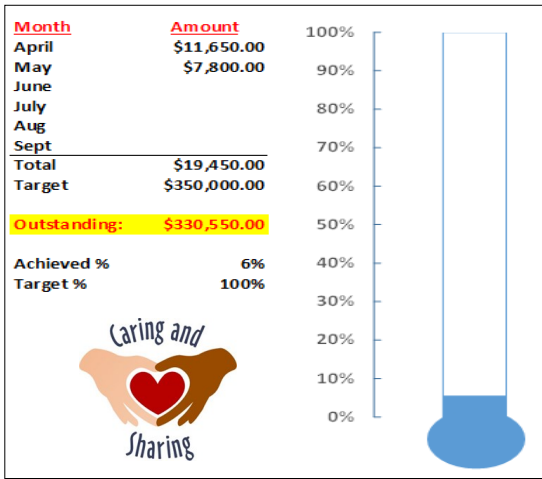 Month Amount
April $11,650.00
May $7,800.00
June
July
Aug
Sept
Total $19,450.00
Target $350,000.00
Outstanding: $330,550.00
Achieved % 6%
Target % 100%
Caring and
Sharing
100%
90%
80%
70%
60%
50%
40%
30%
20%
10%
0%